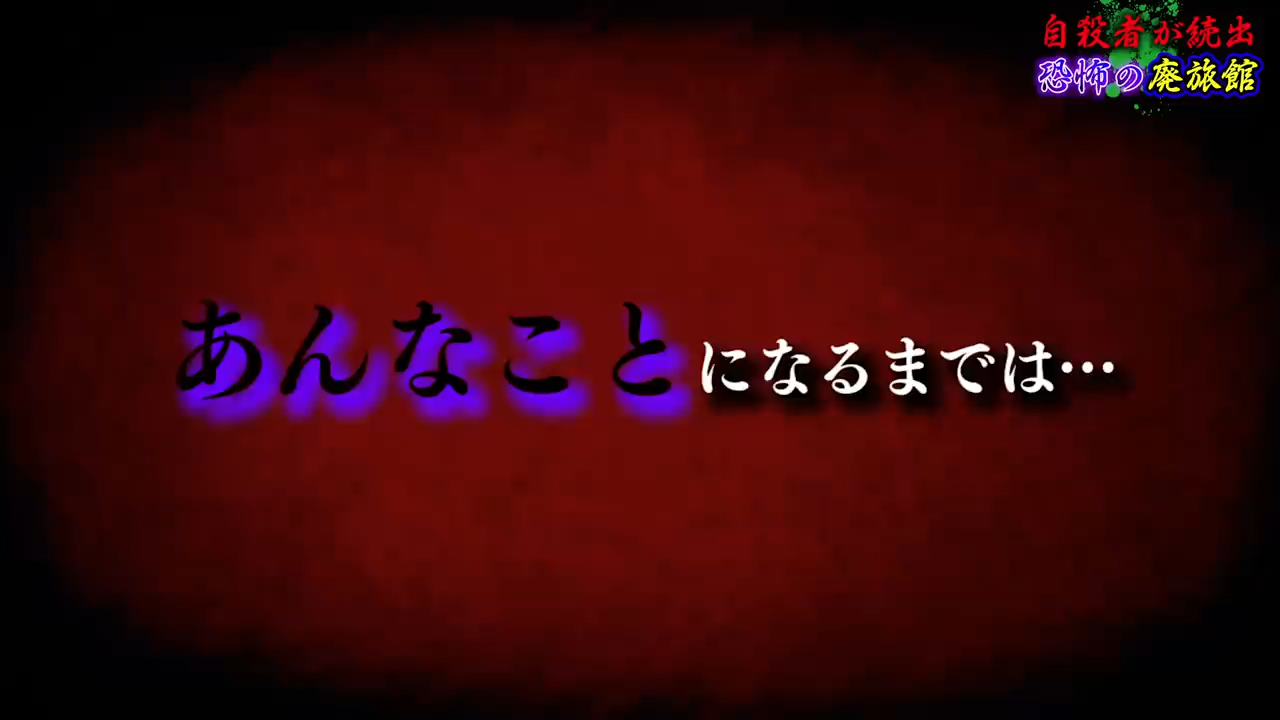 自殺者が続出
恐怖の廃旅館
あんなことになるまでは…